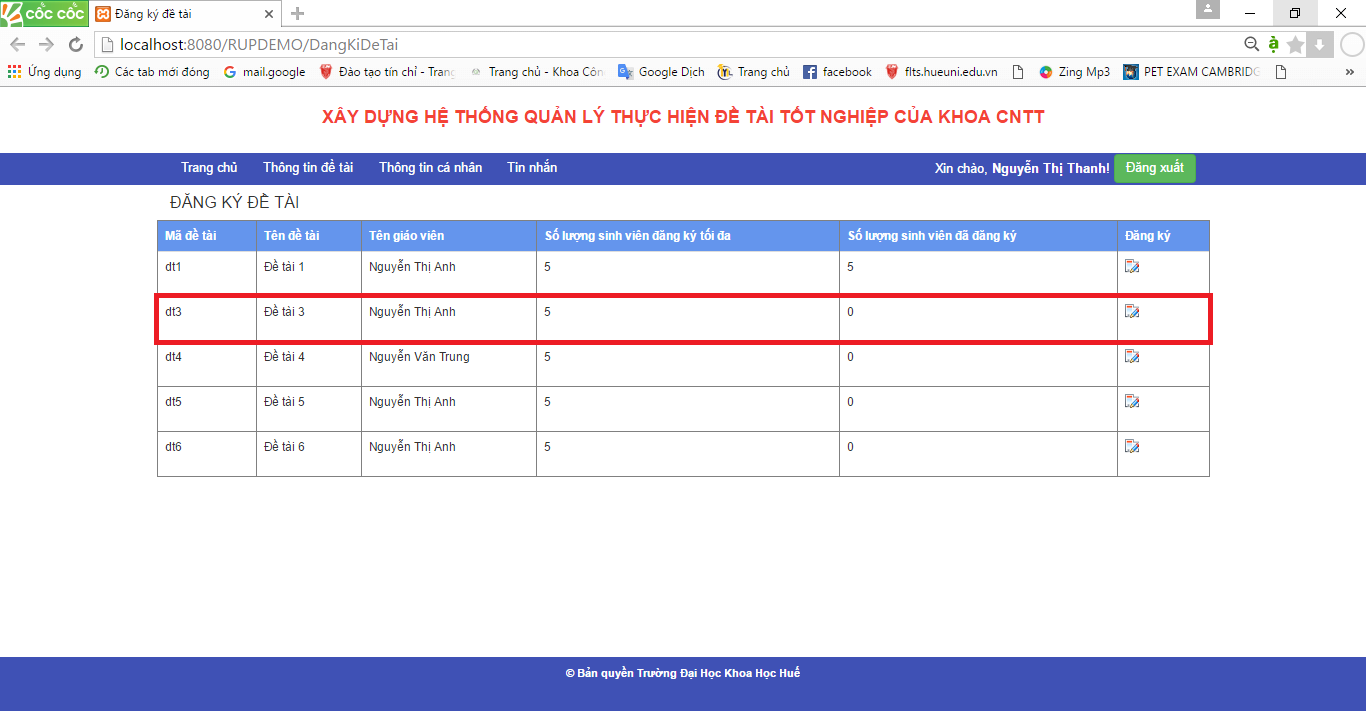 cốc cốc
Đăng ký đề tài
localhost:8080/RUPDEMO/DangKiDeTai
Ứng dụng Các tab mới đóng mail.google Đào tạo tín chỉ - Trang Trang chủ - Khoa Côn Google Dịch Trang chủ facebook flts.hueuni.edu.vn Zing Mp3 PET EXAM CAMBRIDG »
XÂY DỰNG HỆ THỐNG QUẢN LÝ THỰC HIỆN ĐỀ TÀI TỐT NGHIỆP CỦA KHOA CNTT
Trang chủ Thông tin đề tài Thông tin cá nhân Tin nhắn Xin chào, Nguyễn Thị Thanh! Đăng xuất
ĐĂNG KÝ ĐỀ TÀI
Mã đề tài Tên đề tài Tên giáo viên Số lượng sinh viên đăng ký tối đa Số lượng sinh viên đã đăng ký Đăng ký
dt1 Đề tài 1 Nguyễn Thị Anh 5 5
dt3 Đề tài 3 Nguyễn Thị Anh 5 0
dt4 Đề tài 4 Nguyễn Văn Trung 5 0
dt5 Đề tài 5 Nguyễn Thị Anh 5 0
dt6 Đề tài 6 Nguyễn Thị Anh 5 0
© Bản quyền Trường Đại Học Khoa Học Huế